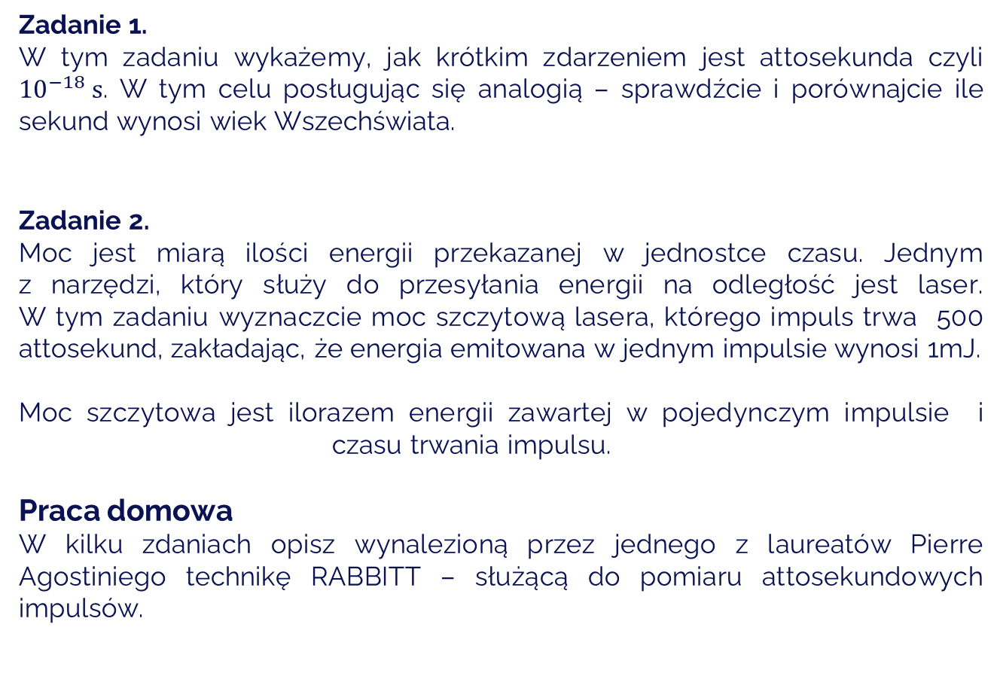 Zadanie 1.
W tym zadaniu wykażemy, jak krótkim zdarzeniem jest attosekunda czyli
10⁻¹⁸ s. W tym celu posługując się analogią – sprawdźcie i porównajcie ile
sekund wynosi wiek Wszechświata.
Zadanie 2.
Moc jest miarą ilości energii przekazanej w jednostce czasu. Jednym
z narzędzi, który służy do przesyłania energii na odległość jest laser.
W tym zadaniu wyznaczcie moc szczytową lasera, którego impuls trwa 500
attosekund, zakładając, że energia emitowana w jednym impulsie wynosi 1mJ.
Moc szczytowa jest ilorazem energii zawartej w pojedynczym impulsie i
czasu trwania impulsu.
Praca domowa
W kilku zdaniach opisz wynalezioną przez jednego z laureatów Pierre
Agostiniego technikę RABBITT – służącą do pomiaru attosekundowych
impulsów.